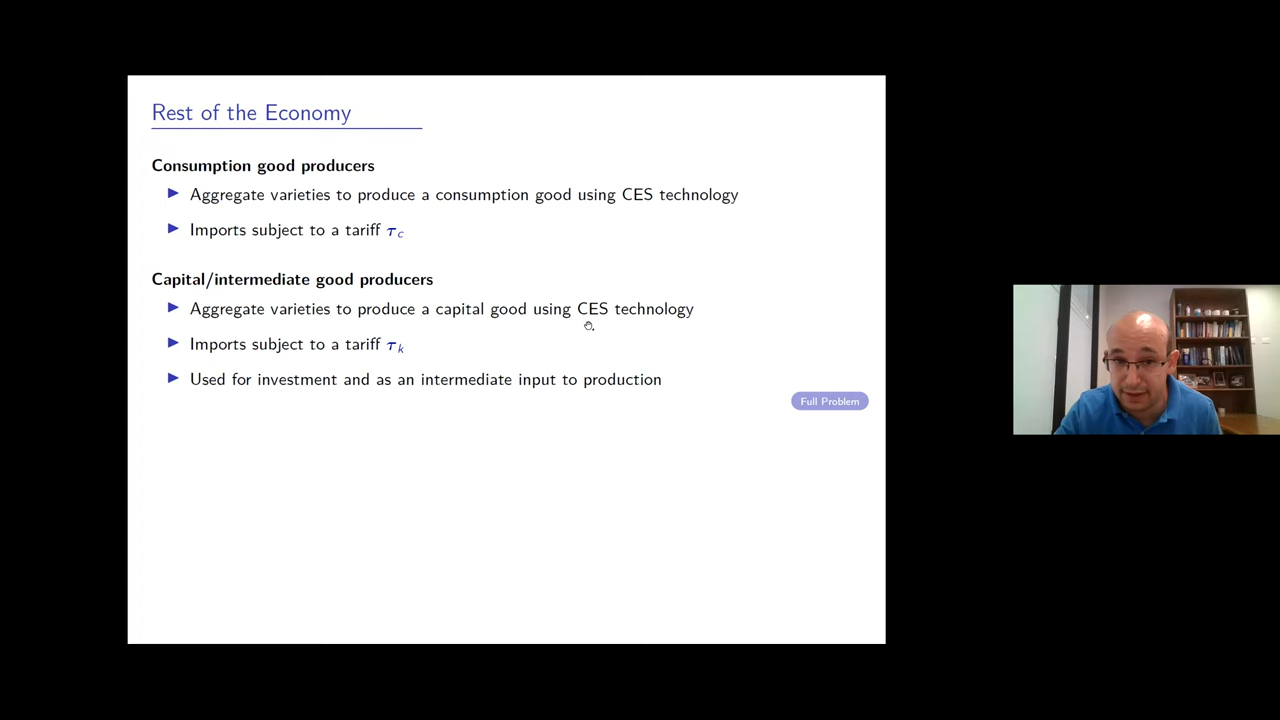 Rest of the Economy
Consumption good producers
▶ Aggregate varieties to produce a consumption good using CES technology
▶ Imports subject to a tariff τc
Capital/intermediate good producers
▶ Aggregate varieties to produce a capital good using CES technology
▶ Imports subject to a tariff τk
▶ Used for investment and as an intermediate input to production
Full Problem